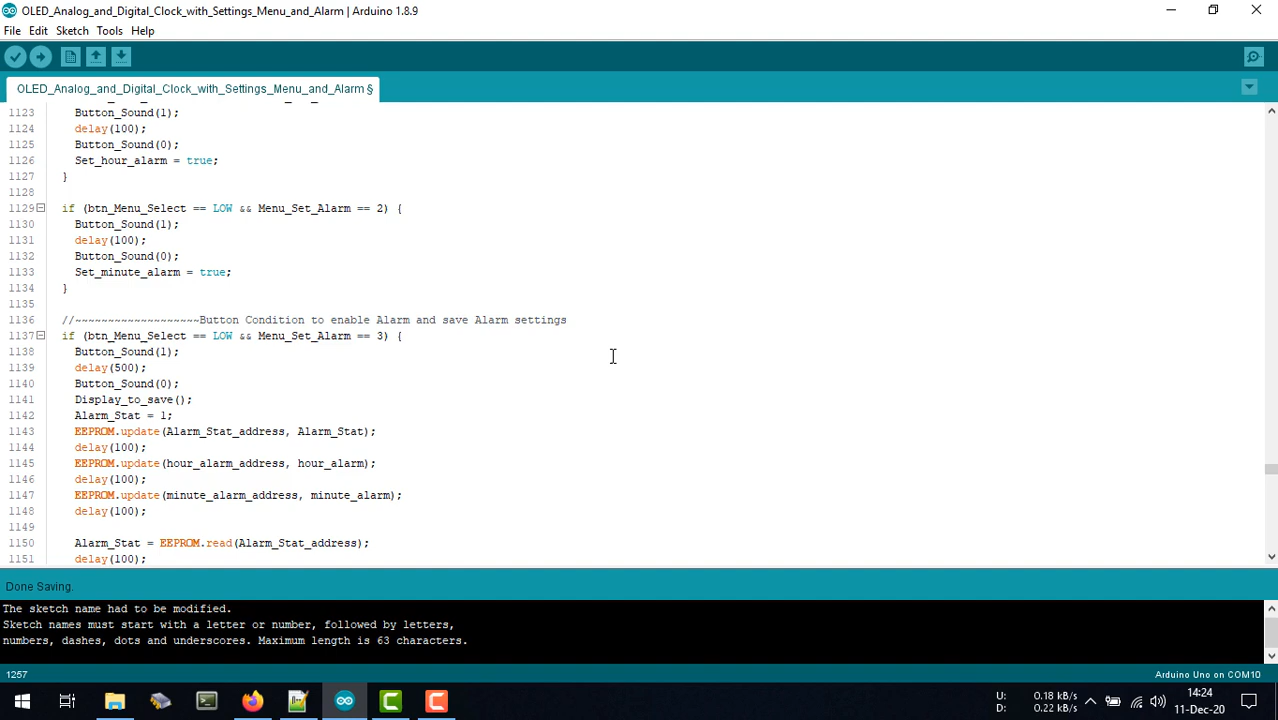 OLED_Analog_and_Digital_Clock_with_Settings_Menu_and_Alarm | Arduino 1.8.9
File Edit Sketch Tools Help
OLED_Analog_and_Digital_Clock_with_Settings_Menu_and_Alarm §
1123 Button_Sound(1);
1124 delay(100);
1125 Button_Sound(0);
1126 Set_hour_alarm = true;
1127 }
1128
1129 if (btn_Menu_Select == LOW && Menu_Set_Alarm == 2) {
1130 Button_Sound(1);
1131 delay(100);
1132 Button_Sound(0);
1133 Set_minute_alarm = true;
1134 }
1135
1136 //~~~~~~~~~~~~~~~~~~~Button Condition to enable Alarm and save Alarm settings
1137 if (btn_Menu_Select == LOW && Menu_Set_Alarm == 3) {
1138 Button_Sound(1);
1139 delay(500);
1140 Button_Sound(0);
1141 Display_to_save();
1142 Alarm_Stat = 1;
1143 EEPROM.update(Alarm_Stat_address, Alarm_Stat);
1144 delay(100);
1145 EEPROM.update(hour_alarm_address, hour_alarm);
1146 delay(100);
1147 EEPROM.update(minute_alarm_address, minute_alarm);
1148 delay(100);
1149
1150 Alarm_Stat = EEPROM.read(Alarm_Stat_address);
1151 delay(100);
Done Saving.
The sketch name had to be modified.
Sketch names must start with a letter or number, followed by letters,
numbers, dashes, dots and underscores. Maximum length is 63 characters.
1257 Arduino Uno on COM10
U: 0.18 kB/s
D: 0.22 kB/s
14:24
11-Dec-20